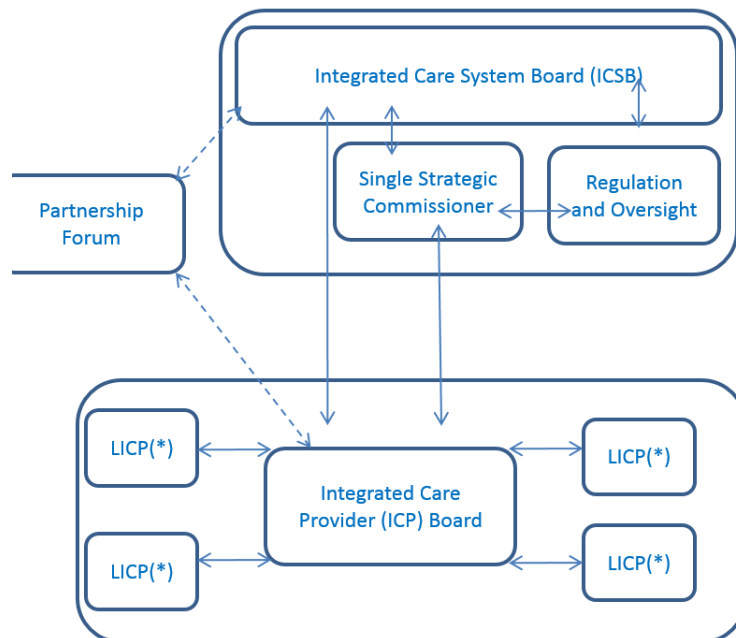 Integrated Care System Board (ICSB)
Single Strategic
Commissioner
Regulation
and Oversight
Partnership
Forum
LICP(*)
LICP(*)
Integrated Care
Provider (ICP) Board
LICP(*)
LICP(*)